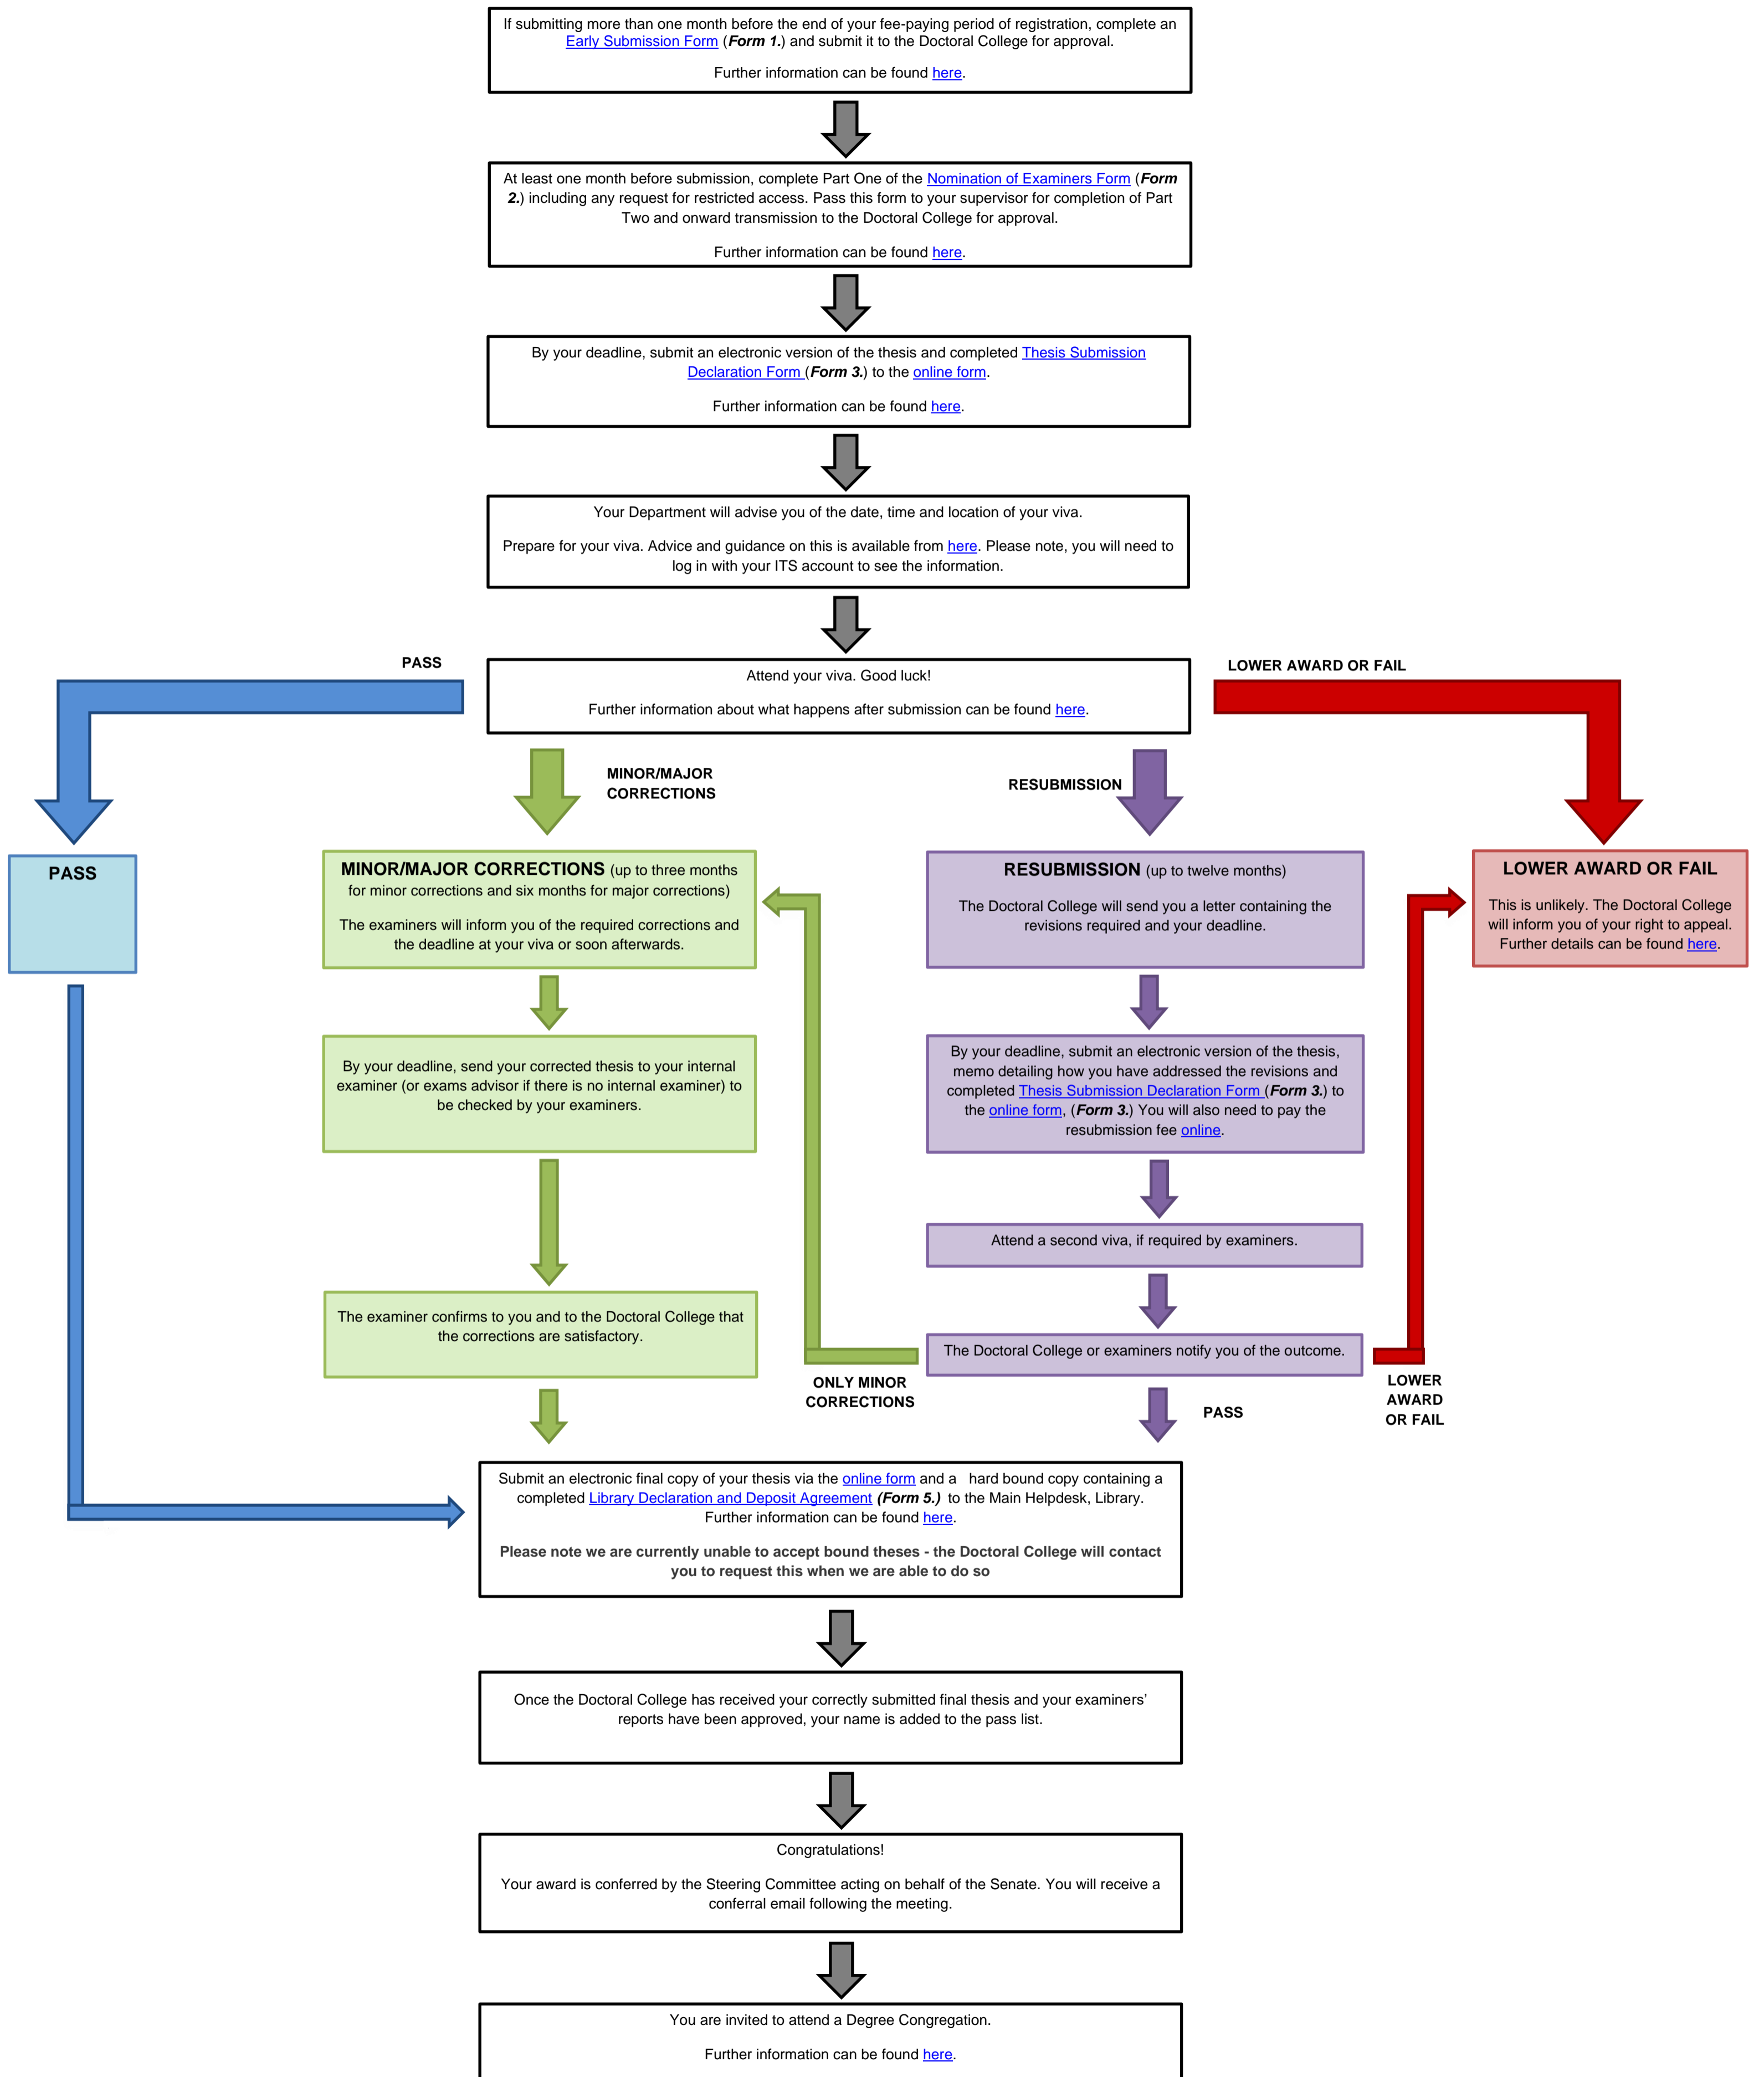 If submitting more than one month before the end of your fee-paying period of registration, complete an
Early Submission Form (Form 1.) and submit it to the Doctoral College for approval.
Further information can be found here.
At least one month before submission, complete Part One of the Nomination of Examiners Form (Form
2.) including any request for restricted access. Pass this form to your supervisor for completion of Part
Two and onward transmission to the Doctoral College for approval.
Further information can be found here.
By your deadline, submit an electronic version of the thesis and completed Thesis Submission
Declaration Form (Form 3.) to the online form.
Further information can be found here.
Your Department will advise you of the date, time and location of your viva.
Prepare for your viva. Advice and guidance on this is available from here. Please note, you will need to
log in with your ITS account to see the information.
PASS
Attend your viva. Good luck!
Further information about what happens after submission can be found here.
LOWER AWARD OR FAIL
MINOR/MAJOR
CORRECTIONS
RESUBMISSION
PASS
MINOR/MAJOR CORRECTIONS (up to three months
for minor corrections and six months for major corrections)
The examiners will inform you of the required corrections and
the deadline at your viva or soon afterwards.
RESUBMISSION (up to twelve months)
The Doctoral College will send you a letter containing the
revisions required and your deadline.
LOWER AWARD OR FAIL
This is unlikely. The Doctoral College
will inform you of your right to appeal.
Further details can be found here.
By your deadline, send your corrected thesis to your internal
examiner (or exams advisor if there is no internal examiner) to
be checked by your examiners.
By your deadline, submit an electronic version of the thesis,
memo detailing how you have addressed the revisions and
completed Thesis Submission Declaration Form (Form 3.) to
the online form, (Form 3.) You will also need to pay the
resubmission fee online.
Attend a second viva, if required by examiners.
The examiner confirms to you and to the Doctoral College that
the corrections are satisfactory.
The Doctoral College or examiners notify you of the outcome.
ONLY MINOR
CORRECTIONS
PASS
LOWER
AWARD
OR FAIL
Submit an electronic final copy of your thesis via the online form and a hard bound copy containing a
completed Library Declaration and Deposit Agreement (Form 5.) to the Main Helpdesk, Library.
Further information can be found here.
Please note we are currently unable to accept bound theses - the Doctoral College will contact
you to request this when we are able to do so
Once the Doctoral College has received your correctly submitted final thesis and your examiners’
reports have been approved, your name is added to the pass list.
Congratulations!
Your award is conferred by the Steering Committee acting on behalf of the Senate. You will receive a
conferral email following the meeting.
You are invited to attend a Degree Congregation.
Further information can be found here.